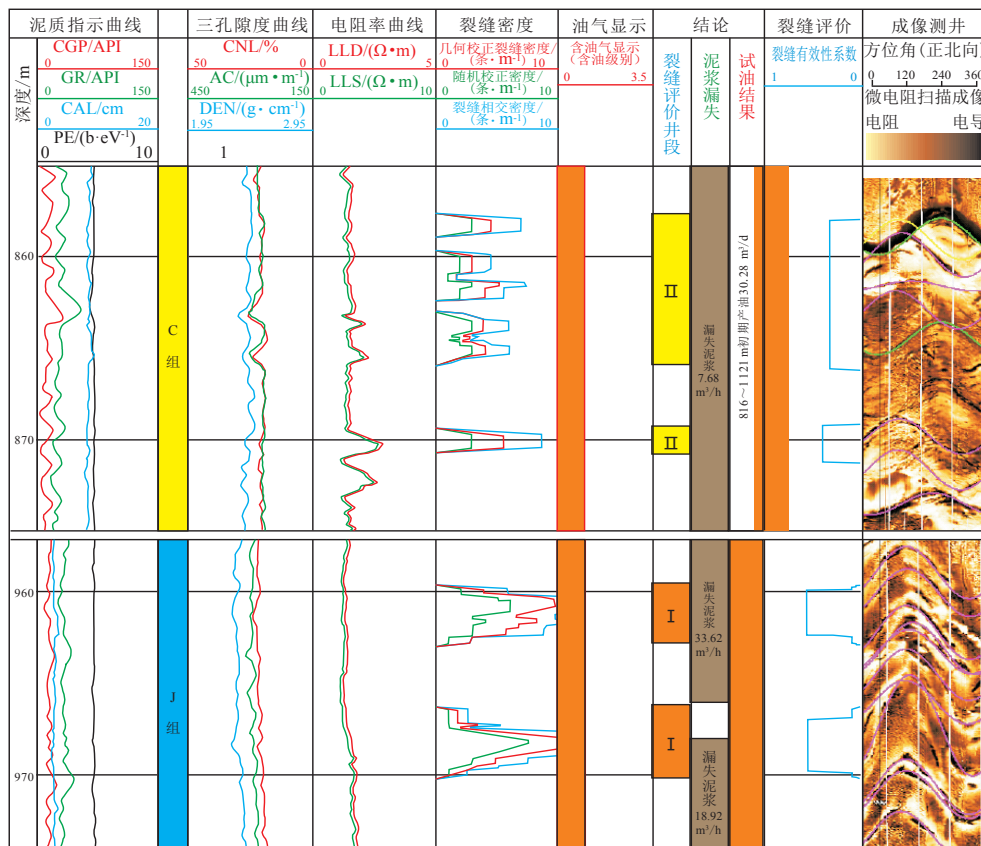 泥质指示曲线
三孔隙度曲线
电阻率曲线
裂缝密度
油气显示
结论
裂缝评价
成像测井
深度/m
CGP/API
0 150
GR/API
0 150
CAL/cm
0 20
PE/(b·eV⁻¹)
0 10
CNL/%
50 0
AC/(μm·m⁻¹)
450 150
DEN/(g·cm⁻¹)
1.95 2.95
1
LLD/(Ω·m)
0 5
LLS/(Ω·m)
0 10
几何校正裂缝密度/
(条·m⁻¹)
0 10
随机校正密度/
(条·m⁻¹)
0 10
裂缝相交密度/
(条·m⁻¹)
0 10
含油气显示
(含油级别)
0 3.5
裂缝评价井段
泥浆漏失
试油结果
裂缝有效性系数
1 0
方位角(正北向)
0 120 240 360
微电阻扫描成像
电阻 电导
860
870
960
970
C
组
J
组
II
II
I
I
漏失泥浆
7.68
m³/h
816～1 121 m初期产油30.28 m³/d
漏失泥浆
33.62
m³/h
漏失泥浆
18.92
m³/h